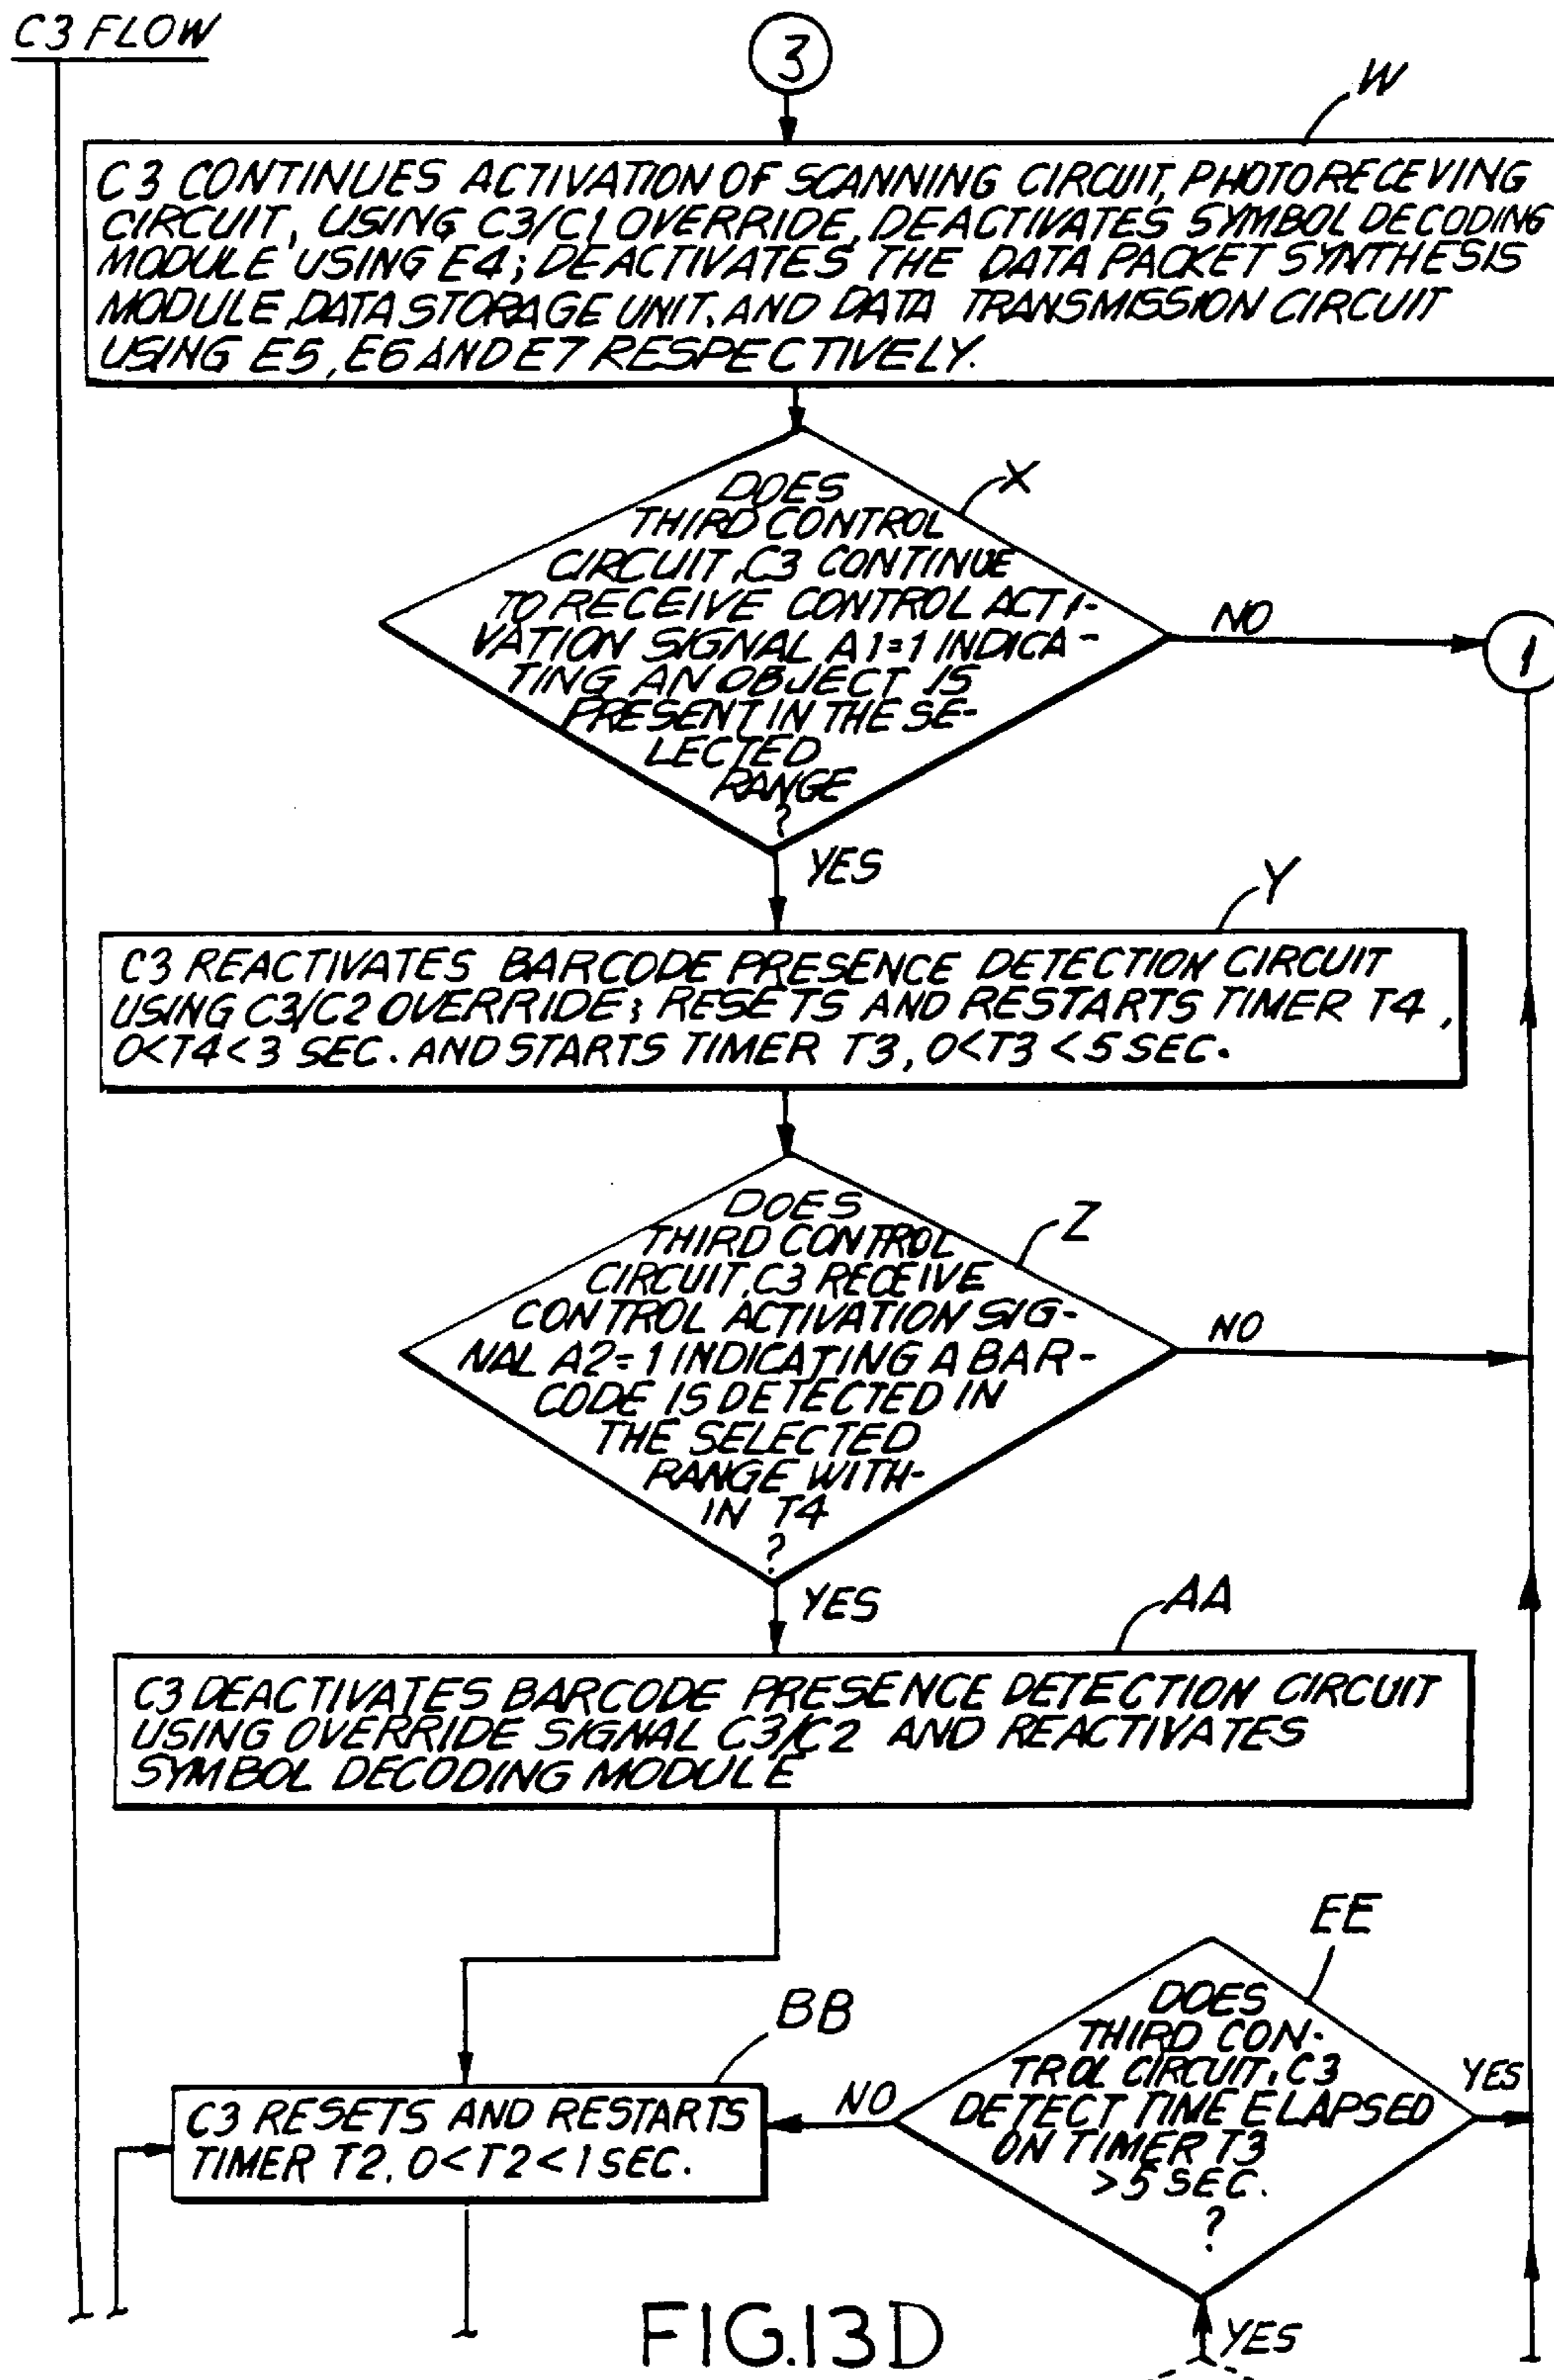 C3 FLOW
3
W
C3 CONTINUES ACTIVATION OF SCANNING CIRCUIT, PHOTORECEVING
CIRCUIT, USING C3/C1 OVERRIDE, DEACTIVATES SYMBOL DECODING
MODULE USING E4; DEACTIVATES THE DATA PACKET SYNTHESIS
MODULE, DATA STORAGE UNIT, AND DATA TRANSMISSION CIRCUIT
USING E5, E6 AND E7 RESPECTIVELY.
X
DOES
THIRD CONTROL
CIRCUIT, C3 CONTINUE
TO RECEIVE CONTROL ACTI-
VATION SIGNAL A1=1 INDICA-
TING AN OBJECT IS
PRESENT IN THE SE-
LECTED
RANGE
?
NO
1
YES
Y
C3 REACTIVATES BARCODE PRESENCE DETECTION CIRCUIT
USING C3/C2 OVERRIDE; RESETS AND RESTARTS TIMER T4,
0<T4<3 SEC. AND STARTS TIMER T3, 0<T3<5 SEC.
Z
DOES
THIRD CONTROL
CIRCUIT, C3 RECEIVE
CONTROL ACTIVATION SIG-
NAL A2=1 INDICATING A BAR-
CODE IS DETECTED IN
THE SELECTED
RANGE WITH-
IN T4
?
NO
YES
AA
C3 DEACTIVATES BARCODE PRESENCE DETECTION CIRCUIT
USING OVERRIDE SIGNAL C3/C2 AND REACTIVATES
SYMBOL DECODING MODULE
EE
DOES
THIRD CON-
TROL CIRCUIT, C3
DETECT TIME ELAPSED
ON TIMER T3
>5 SEC.
?
YES
NO
BB
C3 RESETS AND RESTARTS
TIMER T2, 0<T2<1 SEC.
YES
FIG.13D